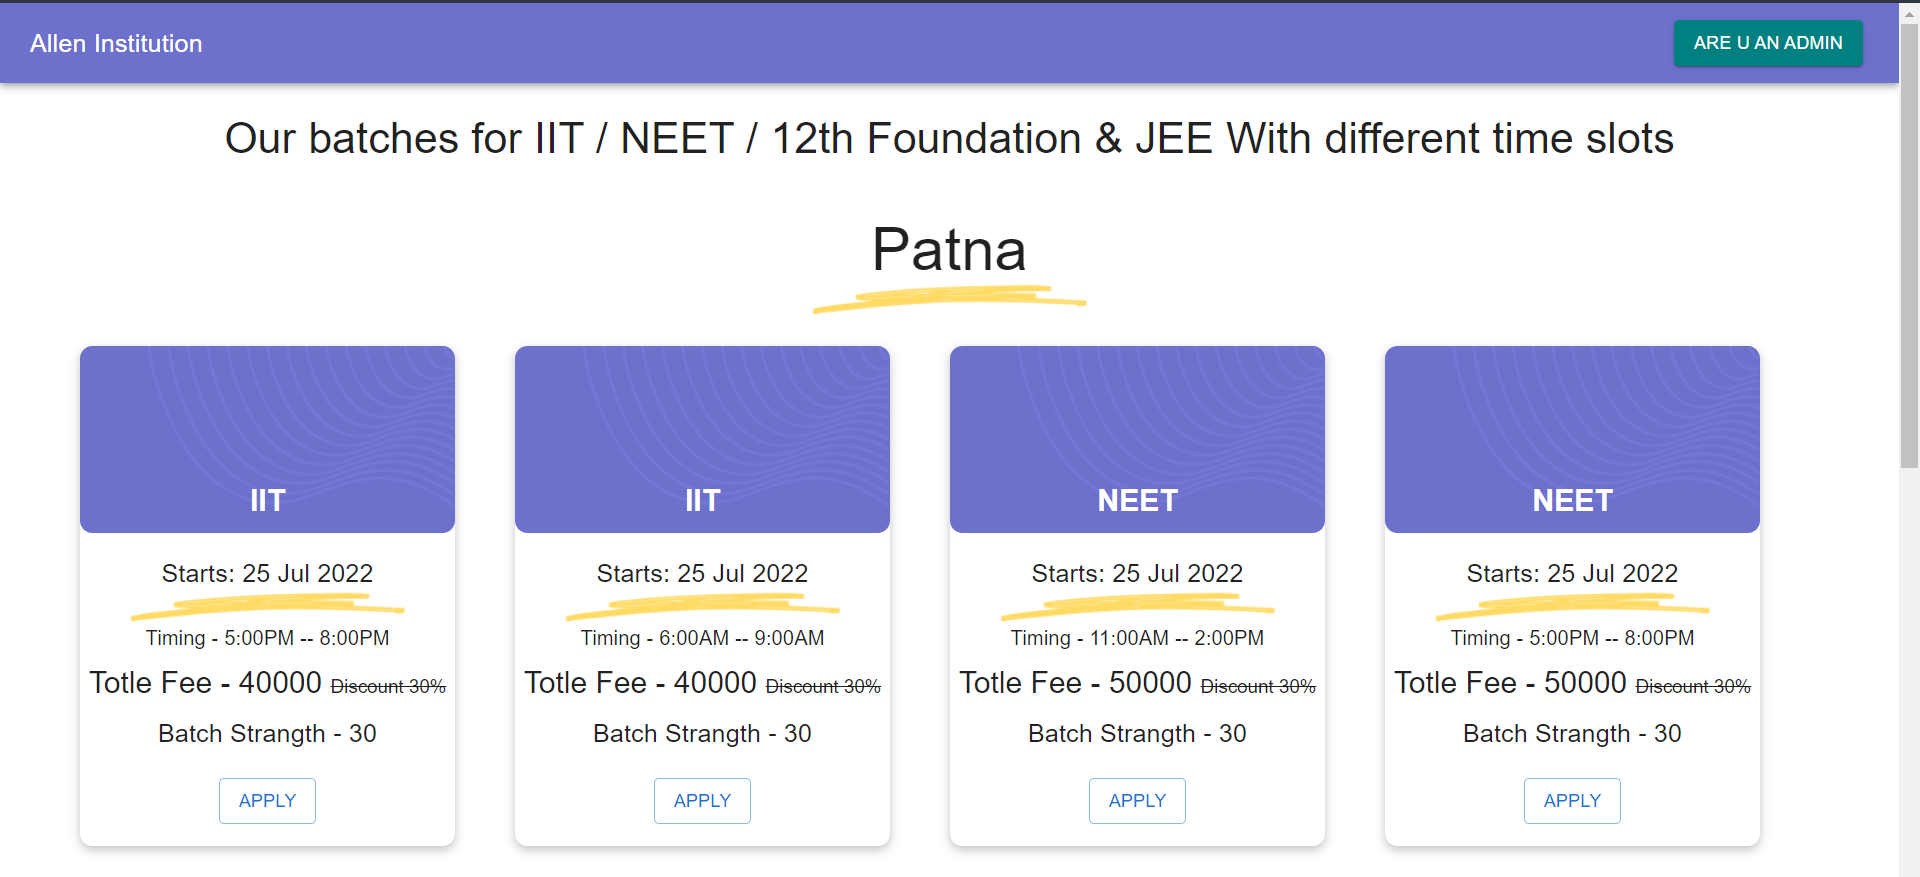 Allen Institution
ARE U AN ADMIN
Our batches for IIT / NEET / 12th Foundation & JEE With different time slots
Patna
IIT
Starts: 25 Jul 2022
Timing - 5:00PM -- 8:00PM
Totle Fee - 40000 Discount 30%
Batch Strangth - 30
APPLY
IIT
Starts: 25 Jul 2022
Timing - 6:00AM -- 9:00AM
Totle Fee - 40000 Discount 30%
Batch Strangth - 30
APPLY
NEET
Starts: 25 Jul 2022
Timing - 11:00AM -- 2:00PM
Totle Fee - 50000 Discount 30%
Batch Strangth - 30
APPLY
NEET
Starts: 25 Jul 2022
Timing - 5:00PM -- 8:00PM
Totle Fee - 50000 Discount 30%
Batch Strangth - 30
APPLY